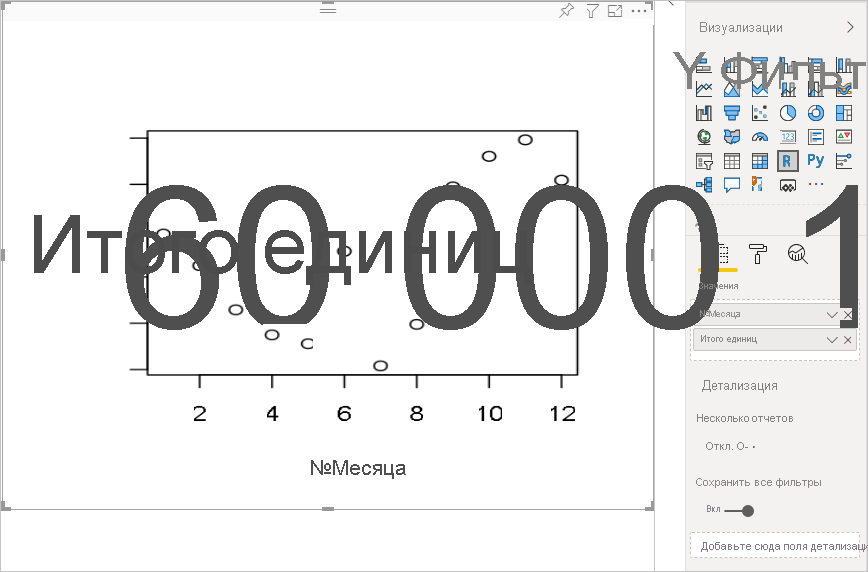 Визуализации
Y Фильт
123
R
Py
Итого единиц
60 000 1
Значения
№Месяца
Итого единиц
2 4 6 8 10 12
№Месяца
Детализация
Несколько отчетов
Откл. О-
Сохранить все фильтры
Вкл
Добавьте сюда поля детализаци